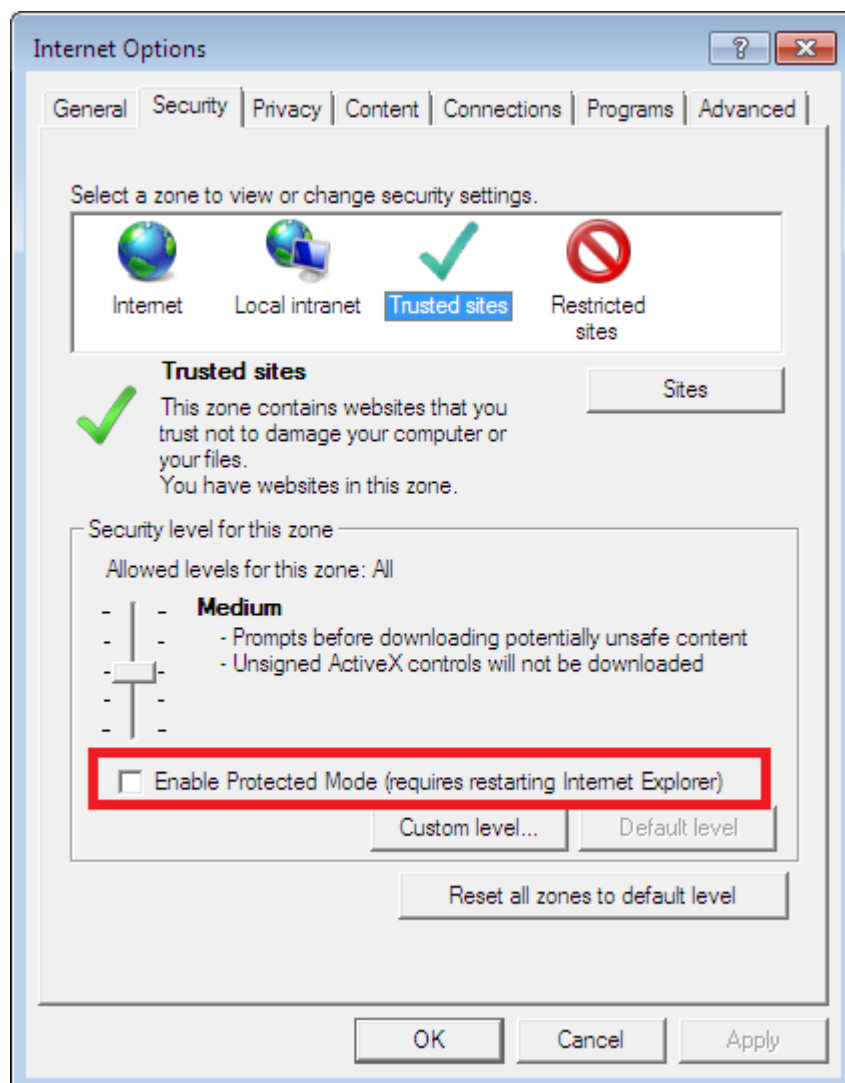 Internet Options
General Security Privacy Content Connections Programs Advanced
Select a zone to view or change security settings.
Internet Local intranet Trusted sites Restricted
sites
Trusted sites
Sites
This zone contains websites that you
trust not to damage your computer or
your files.
You have websites in this zone.
Security level for this zone
Allowed levels for this zone: All
Medium
- Prompts before downloading potentially unsafe content
- Unsigned ActiveX controls will not be downloaded
Enable Protected Mode (requires restarting Internet Explorer)
Custom level... Default level
Reset all zones to default level
OK Cancel Apply